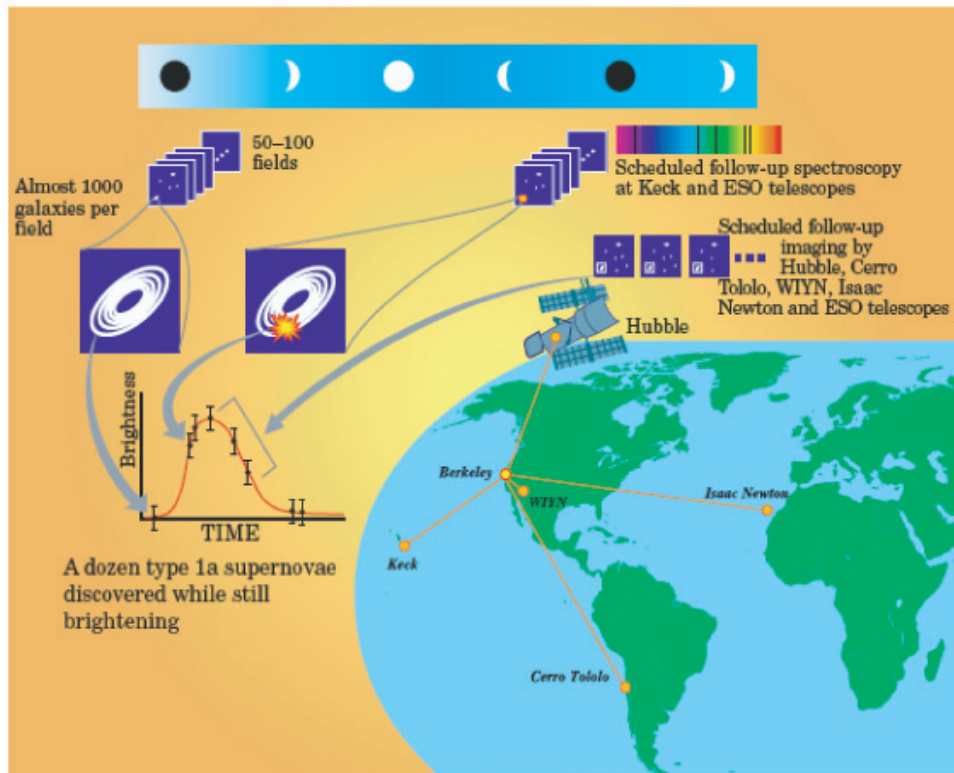 50–100
fields
Almost 1000
galaxies per
field
Scheduled follow-up spectroscopy
at Keck and ESO telescopes
Scheduled follow-up
imaging by
Hubble, Cerro
Tololo, WIYN, Isaac
Newton and ESO telescopes
Hubble
Brightness
TIME
A dozen type 1a supernovae
discovered while still
brightening
Berkeley
WIYN
Isaac Newton
Keck
Cerro Tololo